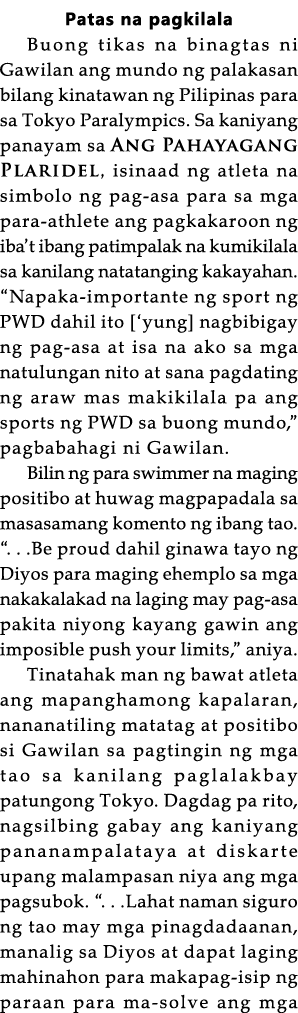 Patas na pagkilala
Buong tikas na binagtas ni
Gawilan ang mundo ng palakasan
bilang kinatawan ng Pilipinas para
sa Tokyo Paralympics. Sa kaniyang
panayam sa Ang Pahayagang
Plaridel, isinaad ng atleta na
simbolo ng pag-asa para sa mga
para-athlete ang pagkakaroon ng
iba’t ibang patimpalak na kumikilala
sa kanilang natatanging kakayahan.
“Napaka-importante ng sport ng
PWD dahil ito [‘yung] nagbibigay
ng pag-asa at isa na ako sa mga
natulungan nito at sana pagdating
ng araw mas makikilala pa ang
sports ng PWD sa buong mundo,”
pagbabahagi ni Gawilan.
Bilin ng para swimmer na maging
positibo at huwag magpapadala sa
masasamang komento ng ibang tao.
“. . .Be proud dahil ginawa tayo ng
Diyos para maging ehemplo sa mga
nakakalakad na laging may pag-asa
pakita niyong kayang gawin ang
imposible push your limits,” aniya.
Tinatahak man ng bawat atleta
ang mapanghamong kapalaran,
nananatiling matatag at positibo
si Gawilan sa pagtingin ng mga
tao sa kanilang paglalakbay
patungong Tokyo. Dagdag pa rito,
nagsilbing gabay ang kaniyang
pananampalataya at diskarte
upang malampasan niya ang mga
pagsubok. “. . .Lahat naman siguro
ng tao may mga pinagdadaanan,
manalig sa Diyos at dapat laging
mahinahon para makapag-isip ng
paraan para ma-solve ang mga